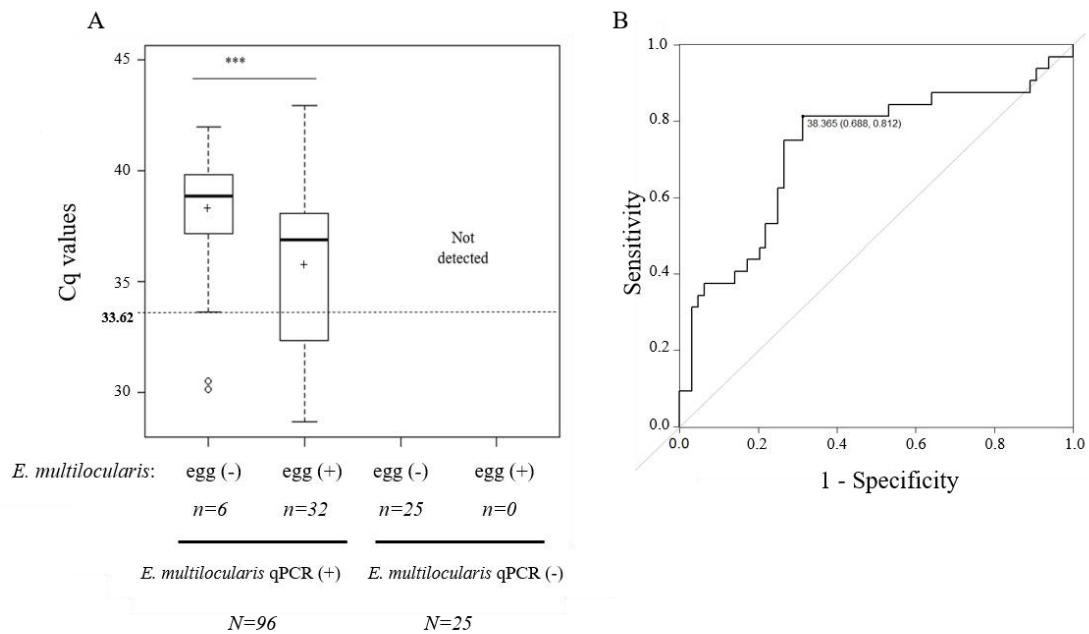 A
B
***
45
40
35
33.62
30
Cq values
Not
detected
E. multilocularis:
egg (-) egg (+) egg (-) egg (+)
n=6 n=32 n=25 n=0
E. multilocularis qPCR (+) E. multilocularis qPCR (-)
N=96 N=25
1.0
0.8
0.6
0.4
0.2
0.0
Sensitivity
38.365 (0.688, 0.812)
0.0 0.2 0.4 0.6 0.8 1.0
1 - Specificity